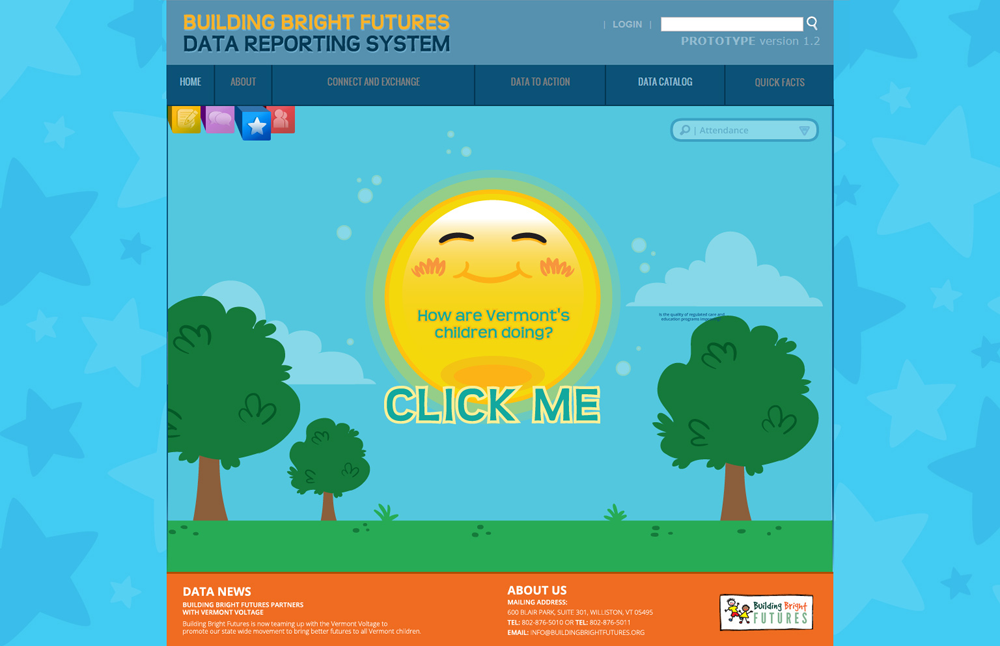 BUILDING BRIGHT FUTURES
DATA REPORTING SYSTEM
| LOGIN |
PROTOTYPE version 1.2
HOME
ABOUT
CONNECT AND EXCHANGE
DATA TO ACTION
DATA CATALOG
QUICK FACTS
| Attendance
How are Vermont's
children doing?
is the quality of regulated care and
education programs
CLICK ME
DATA NEWS
BUILDING BRIGHT FUTURES PARTNERS
WITH VERMONT VOLTAGE
Building Bright Futures is now teaming up with the Vermont Voltage to
promote our state wide movement to bring better futures to all Vermont children.
ABOUT US
MAILING ADDRESS:
600 BLAIR PARK, SUITE 301, WILLISTON, VT 05495
TEL: 802-876-5010 OR TEL: 802-876-5011
EMAIL: INFO@BUILDINGBRIGHTFUTURES.ORG
Building Bright
FUTURES